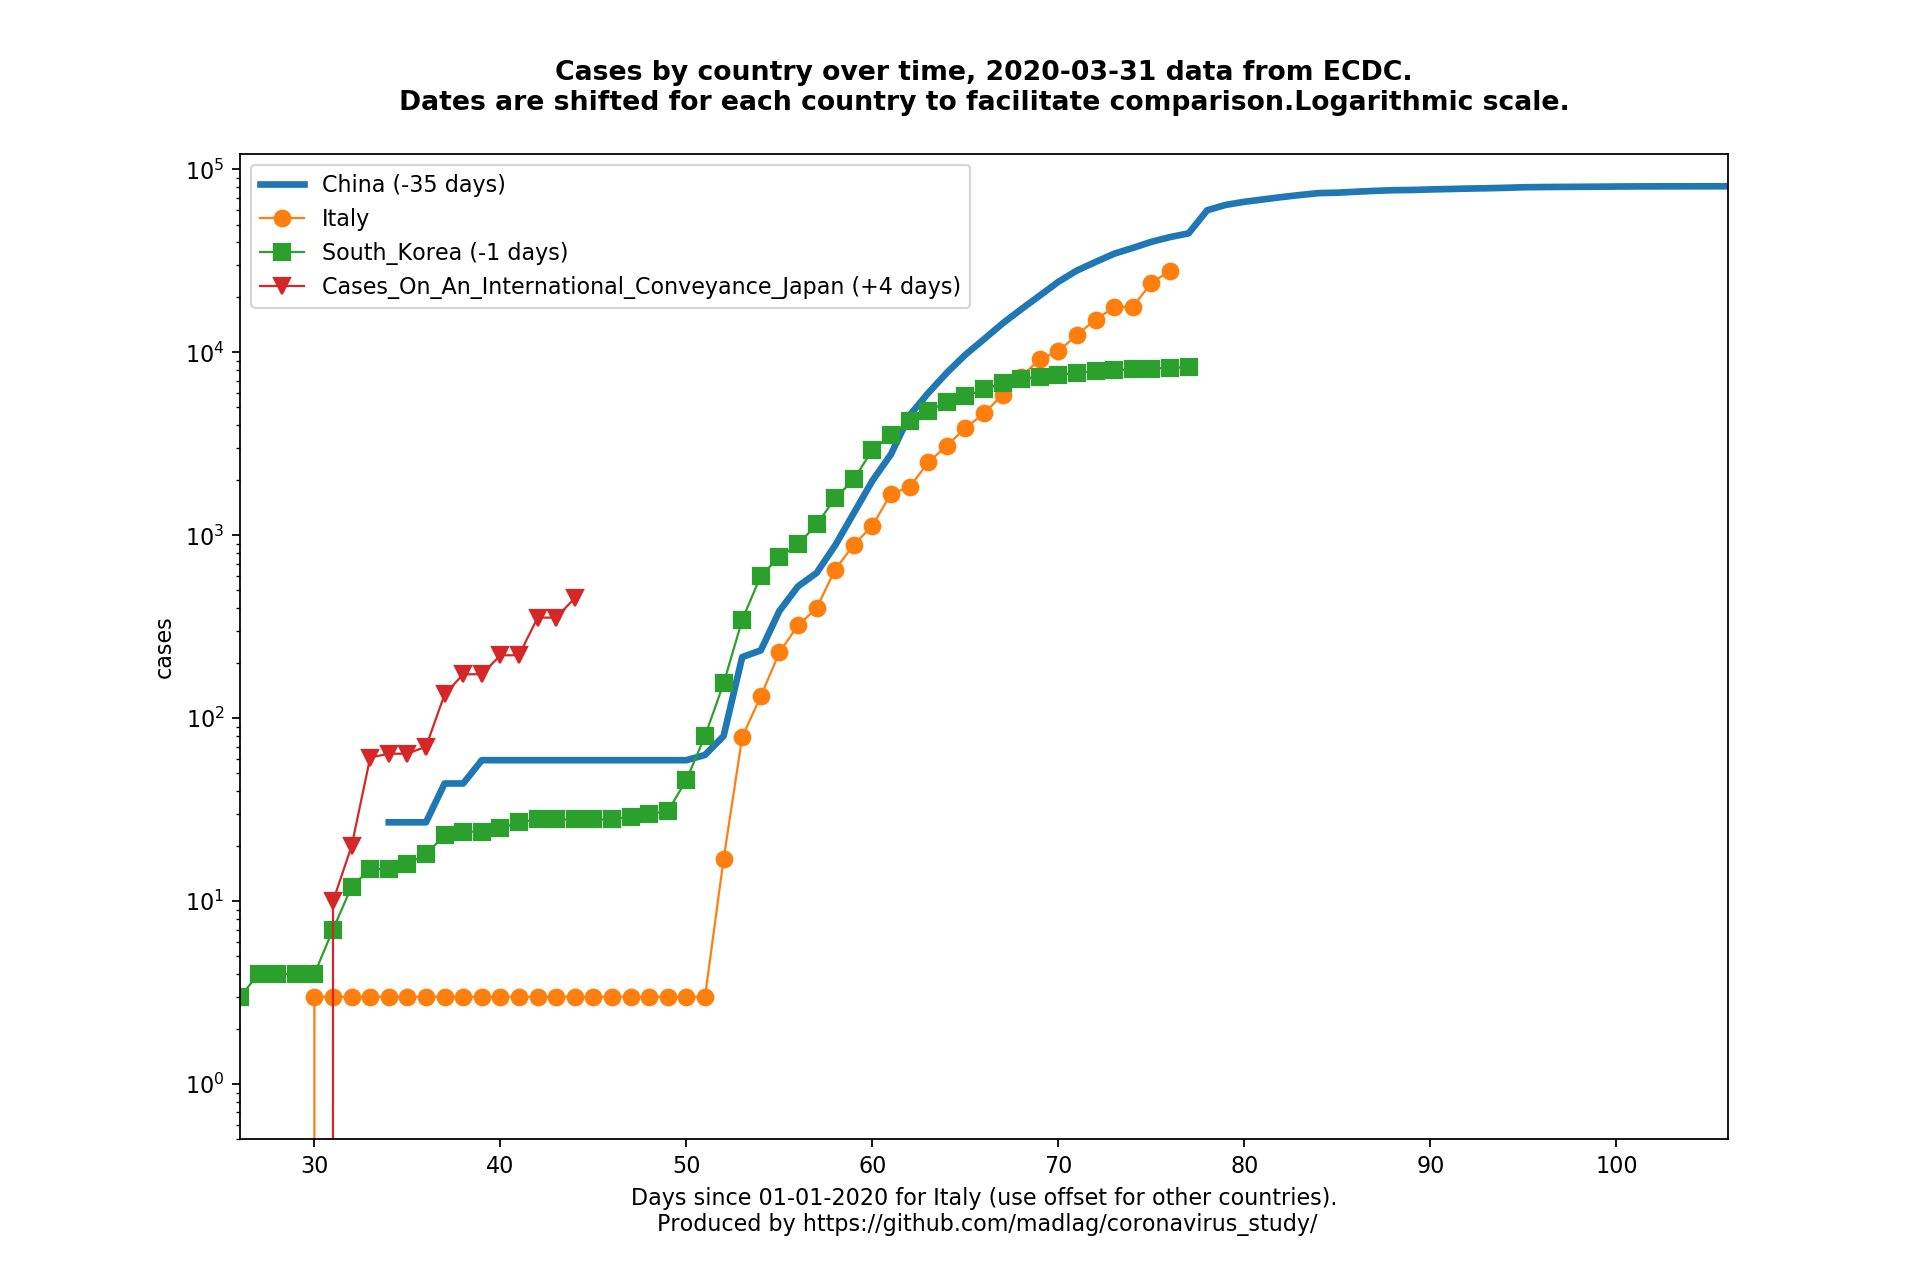 Cases by country over time, 2020-03-31 data from ECDC.
Dates are shifted for each country to facilitate comparison.Logarithmic scale.
10^5
10^4
10^3
10^2
10^1
10^0
cases
China (-35 days)
Italy
South_Korea (-1 days)
Cases_On_An_International_Conveyance_Japan (+4 days)
30 40 50 60 70 80 90 100
Days since 01-01-2020 for Italy (use offset for other countries).
Produced by https://github.com/madlag/coronavirus_study/